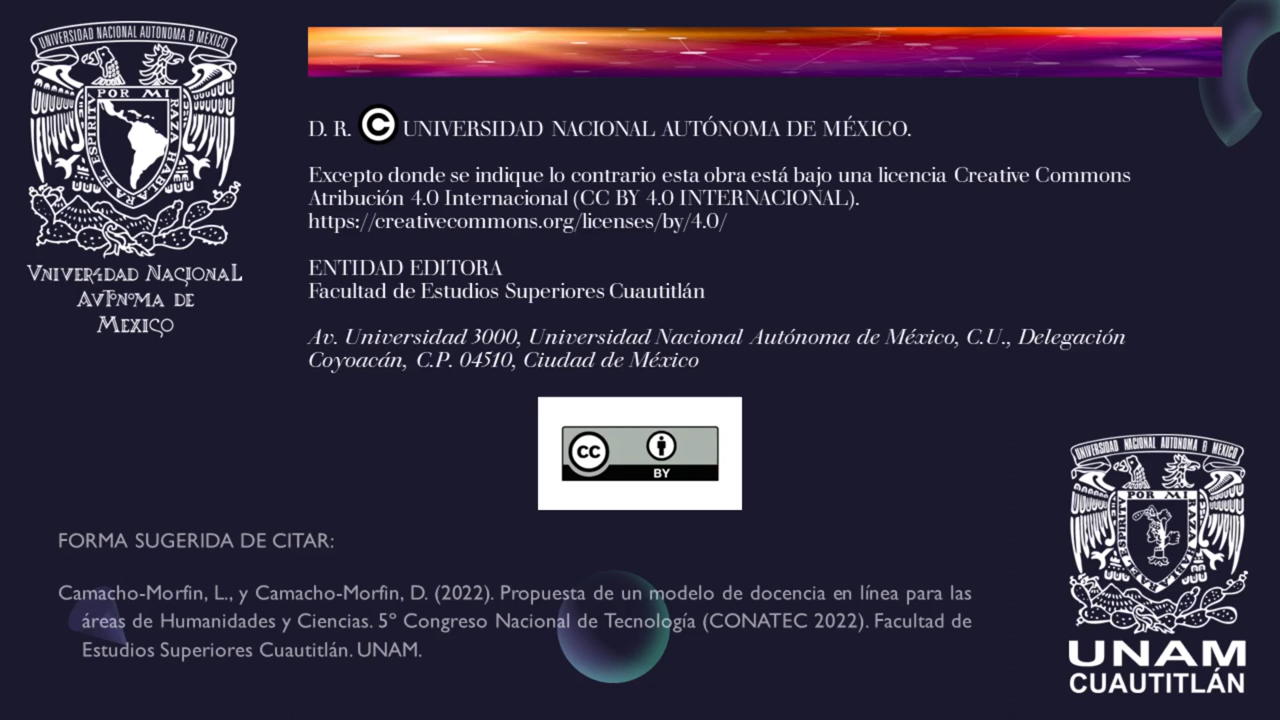 UNIVERSIDAD NACIONAL AUTONOMA Ð MEXICO
POR MI RAZA HABLARA EL ESPIRITU
VNIVERSDAD NACIONAL
AVTNºMA DE
MEXICO
D. R. © UNIVERSIDAD NACIONAL AUTÓNOMA DE MÉXICO.
Excepto donde se indique lo contrario esta obra está bajo una licencia Creative Commons
Atribución 4.0 Internacional (CC BY 4.0 INTERNACIONAL).
https://creativecommons.org/licenses/by/4.0/
ENTIDAD EDITORA
Facultad de Estudios Superiores Cuautitlán
Av. Universidad 3000, Universidad Nacional Autónoma de México, C.U., Delegación
Coyoacán, C.P. 04510, Ciudad de México
CC
BY
FORMA SUGERIDA DE CITAR:
Camacho-Morfin, L., y Camacho-Morfin, D. (2022). Propuesta de un modelo de docencia en línea para las
áreas de Humanidades y Ciencias. 5º Congreso Nacional de Tecnología (CONATEC 2022). Facultad de
Estudios Superiores Cuautitlán. UNAM.
UNIVERSIDAD NACIONAL AUTONOMA Ð MEXICO
POR MI RAZA HABLARA EL ESPIRITU
UNAM
CUAUTITLÁN